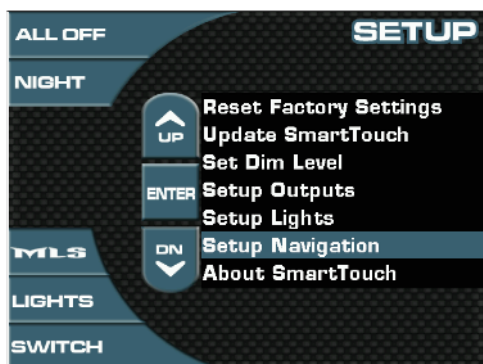 ALL OFF
SETUP
NIGHT
UP
ENTER
DN
Reset Factory Settings
Update SmartTouch
Set Dim Level
Setup Outputs
Setup Lights
Setup Navigation
About SmartTouch
MLS
LIGHTS
SWITCH